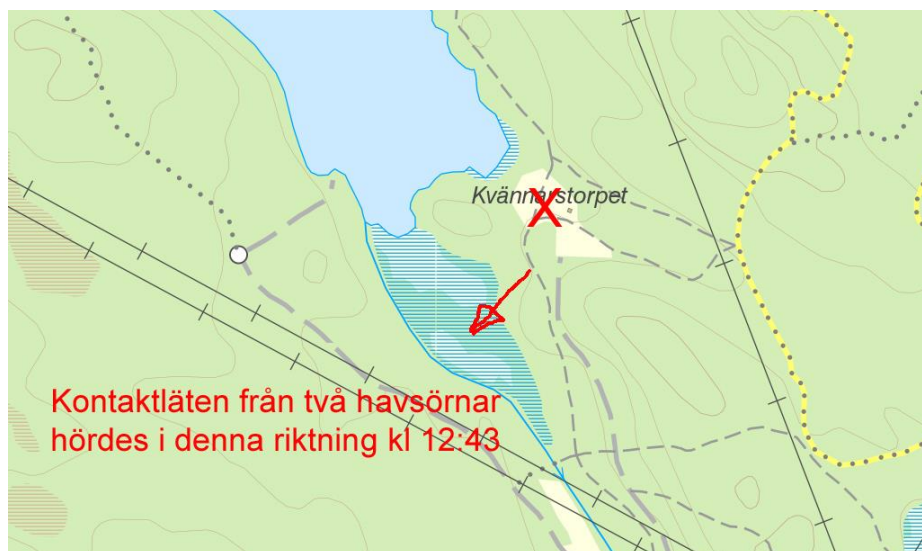 Kvännarstorpet
X
Kontaktläten från två havsörnar
hördes i denna riktning kl 12:43